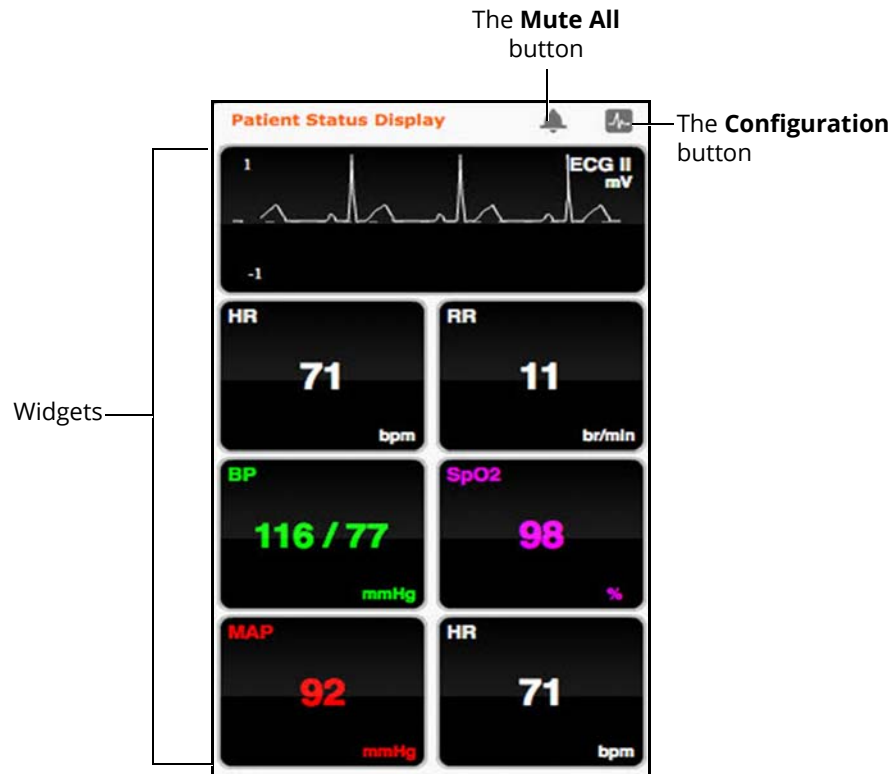 The Mute All
button
Patient Status Display
The Configuration
button
1
ECG II
mV
-1
HR
71
bpm
RR
11
br/min
Widgets
BP
116 / 77
mmHg
SpO2
98
%
MAP
92
mmHg
HR
71
bpm